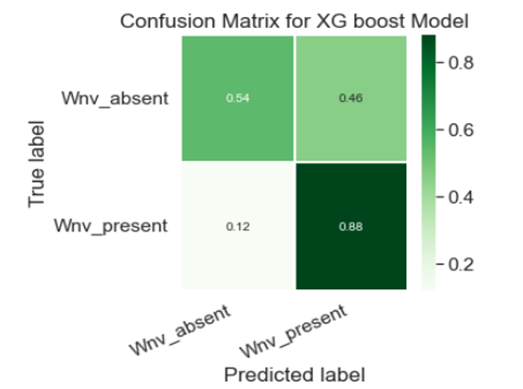 Confusion Matrix for XG boost Model
Wnv_absent
0.54
0.46
Wnv_present
0.12
0.88
True label
Wnv_absent
Wnv_present
Predicted label
0.8
0.6
0.4
0.2